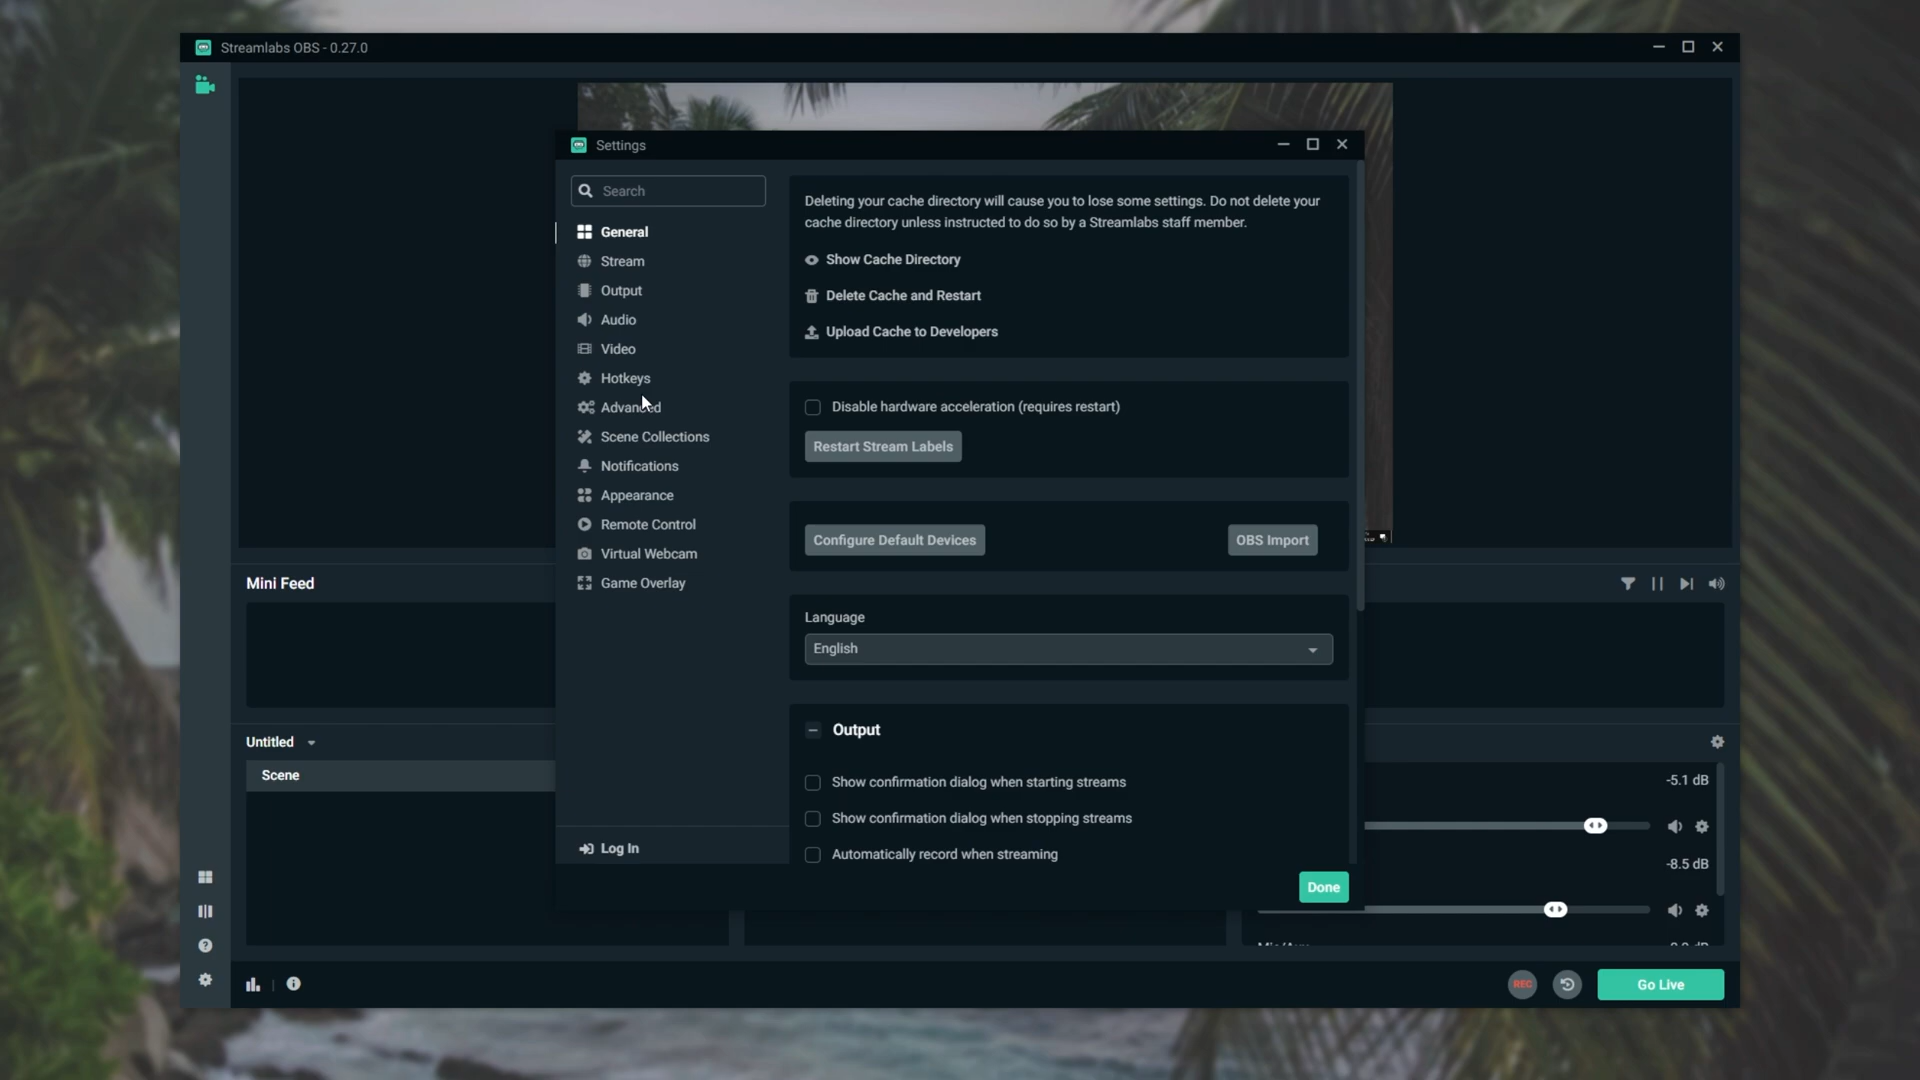 Streamlabs OBS - 0.27.0
Settings
Search
General
Stream
Output
Audio
Video
Hotkeys
Advanced
Scene Collections
Notifications
Appearance
Remote Control
Virtual Webcam
Game Overlay
Log In
Deleting your cache directory will cause you to lose some settings. Do not delete your
cache directory unless instructed to do so by a Streamlabs staff member.
Show Cache Directory
Delete Cache and Restart
Upload Cache to Developers
Disable hardware acceleration (requires restart)
Restart Stream Labels
Configure Default Devices
OBS Import
Language
English
Output
Show confirmation dialog when starting streams
Show confirmation dialog when stopping streams
Automatically record when streaming
Done
Mini Feed
Untitled
Scene
-5.1 dB
-8.5 dB
REC
Go Live